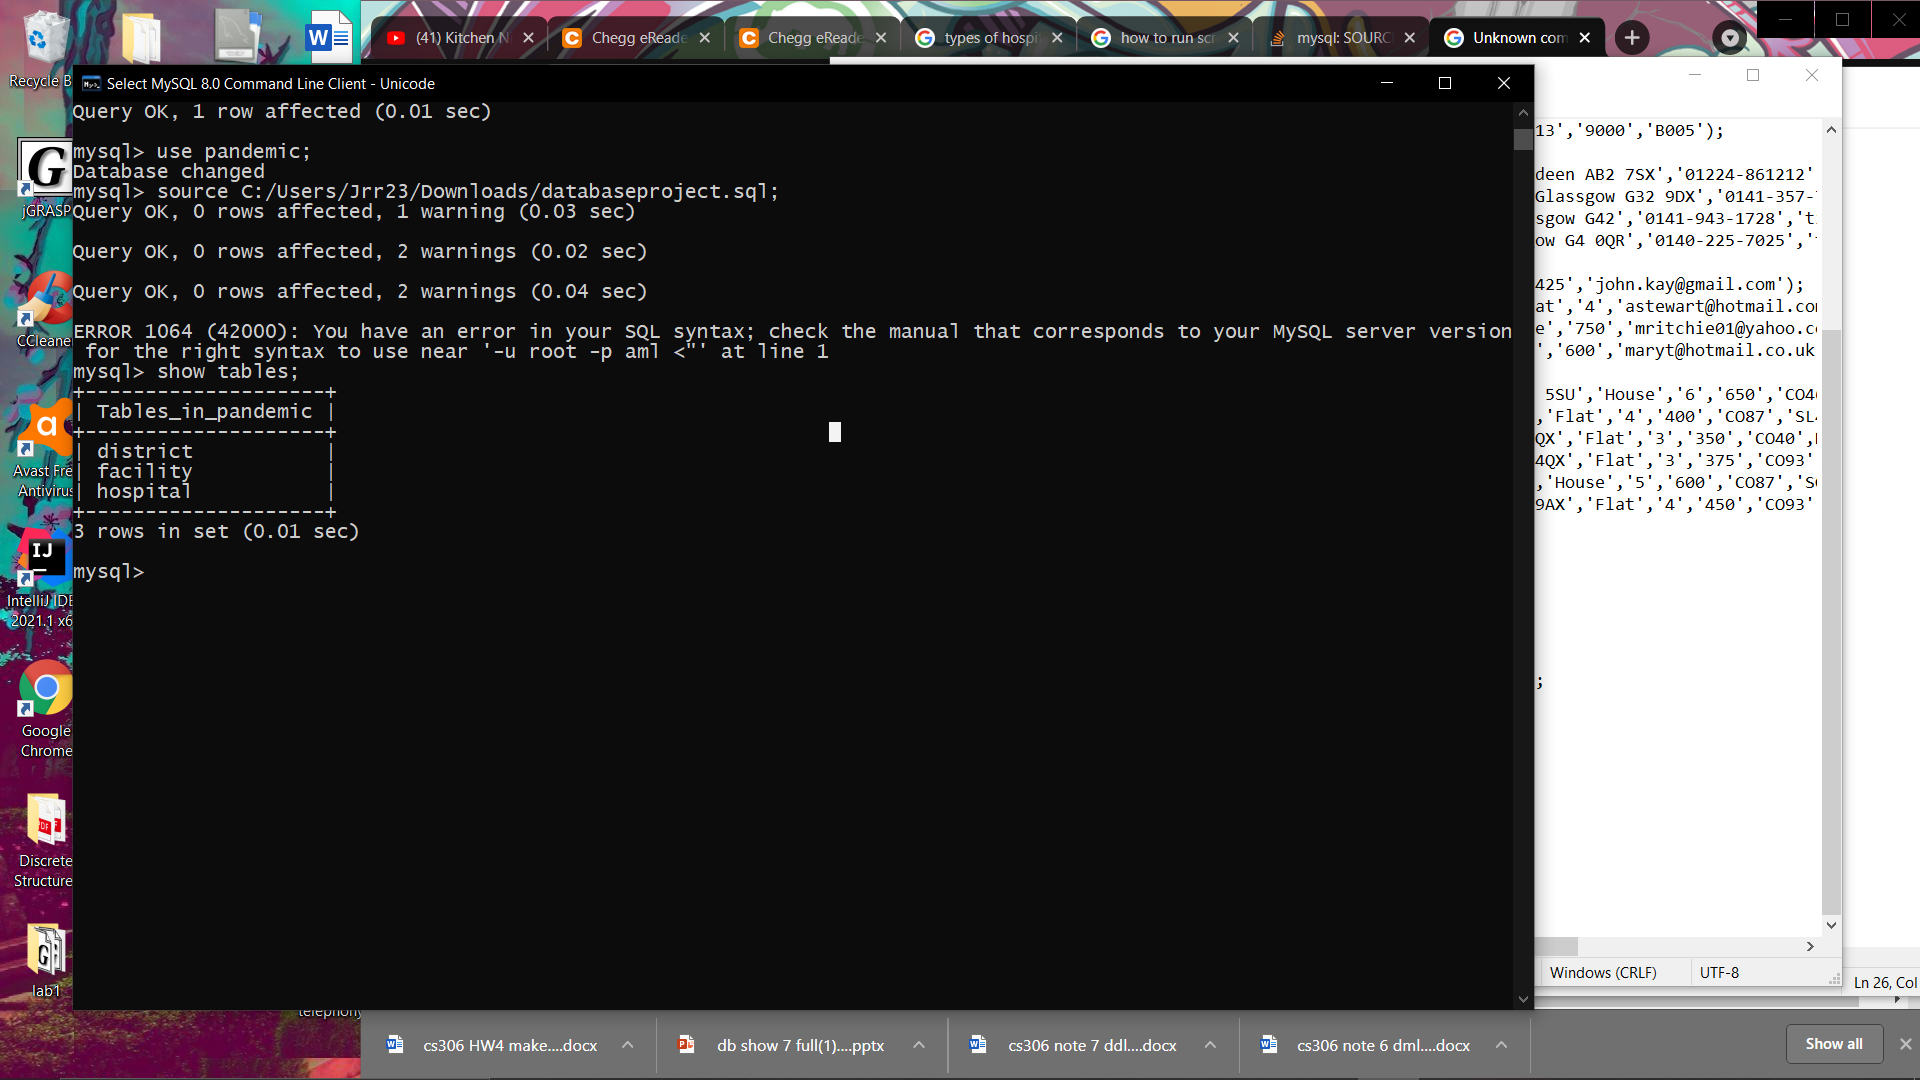 Recycle B
jGRASP
CCleane
Avast Fre
Antivirus
IJ
IntelliJ IDE
2021.1 x6
Google
Chrome
PDF
Discrete
Structure
lab1
telephony
(41) Kitchen N
Chegg eReade
Chegg eReade
types of hospi
how to run scr
mysql: SOURC
Unknown com
Select MySQL 8.0 Command Line Client - Unicode
Query OK, 1 row affected (0.01 sec)
mysql> use pandemic;
Database changed
mysql> source C:/Users/Jrr23/Downloads/databaseproject.sql;
Query OK, 0 rows affected, 1 warning (0.03 sec)
Query OK, 0 rows affected, 2 warnings (0.02 sec)
Query OK, 0 rows affected, 2 warnings (0.04 sec)
ERROR 1064 (42000): You have an error in your SQL syntax; check the manual that corresponds to your MySQL server version
for the right syntax to use near '-u root -p aml <"' at line 1
mysql> show tables;
+--------------------+
| Tables_in_pandemic |
+--------------------+
| district           |
| facility           |
| hospital           |
+--------------------+
3 rows in set (0.01 sec)
mysql>
13','9000','B005');
deen AB2 7SX','01224-861212'
Glassgow G32 9DX','0141-357-
sgow G42','0141-943-1728','t
ow G4 0QR','0140-225-7025','
425','john.kay@gmail.com');
at','4','astewart@hotmail.com
e','750','mritchie01@yahoo.c
','600','maryt@hotmail.co.uk
5SU','House','6','650','CO4
,'Flat','4','400','CO87','SL
QX','Flat','3','350','CO40',
4QX','Flat','3','375','CO93'
,'House','5','600','CO87','S
9AX','Flat','4','450','CO93'
;
Windows (CRLF)
UTF-8
Ln 26, Col
cs306 HW4 make....docx
db show 7 full(1)....pptx
cs306 note 7 ddl....docx
cs306 note 6 dml....docx
Show all